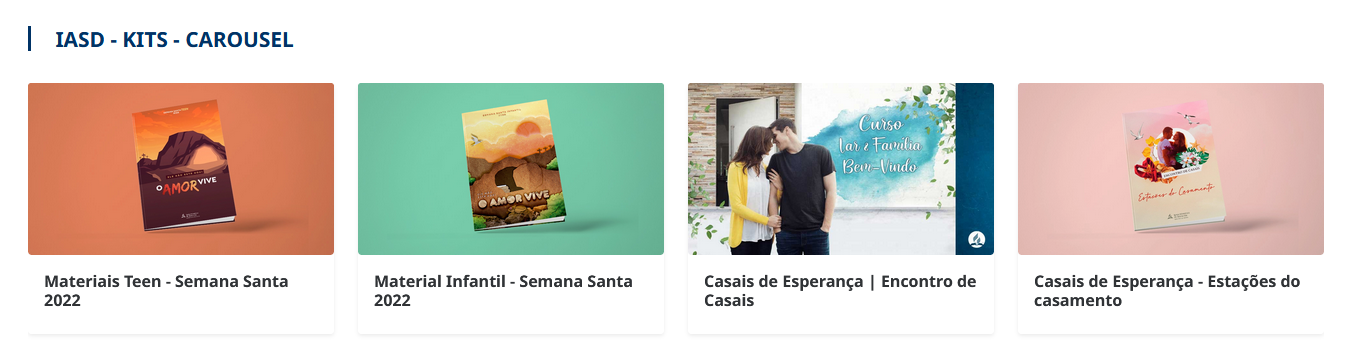 IASD - KITS - CAROUSEL
O AMOR VIVE
O AMOR VIVE
Curso
Lar e Família
Bem-Vindo
ENCONTRO DE CASAIS
Estações do Casamento
Materiais Teen - Semana Santa
2022
Material Infantil - Semana Santa
2022
Casais de Esperança | Encontro de
Casais
Casais de Esperança - Estações do
casamento